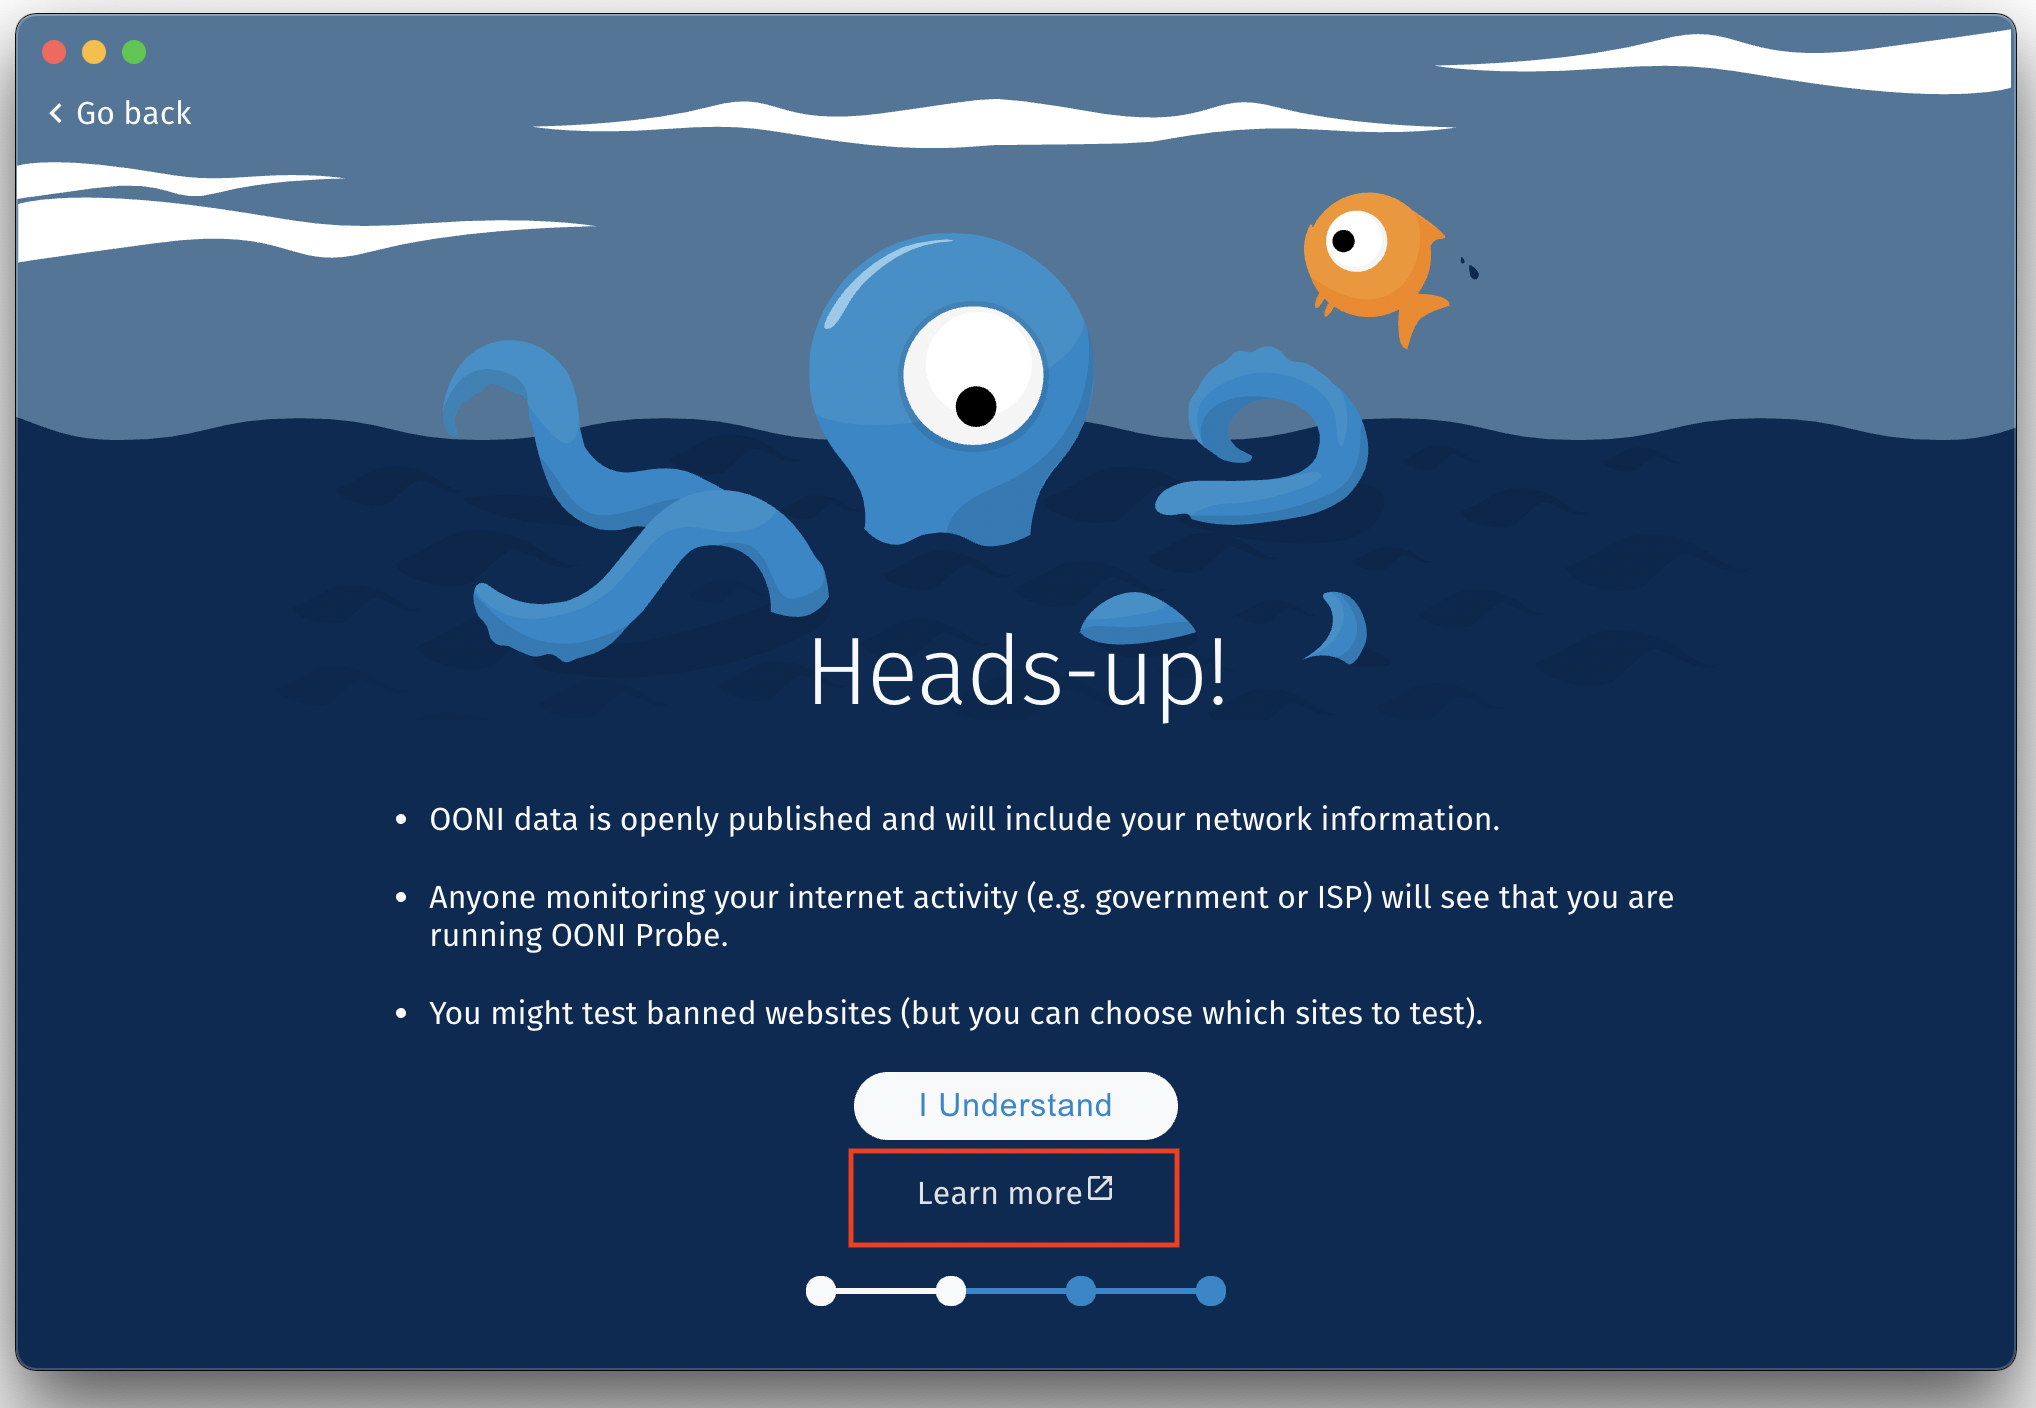 Go back
Heads-up!
• OONI data is openly published and will include your network information.
• Anyone monitoring your internet activity (e.g. government or ISP) will see that you are
running OONI Probe.
• You might test banned websites (but you can choose which sites to test).
I Understand
Learn more